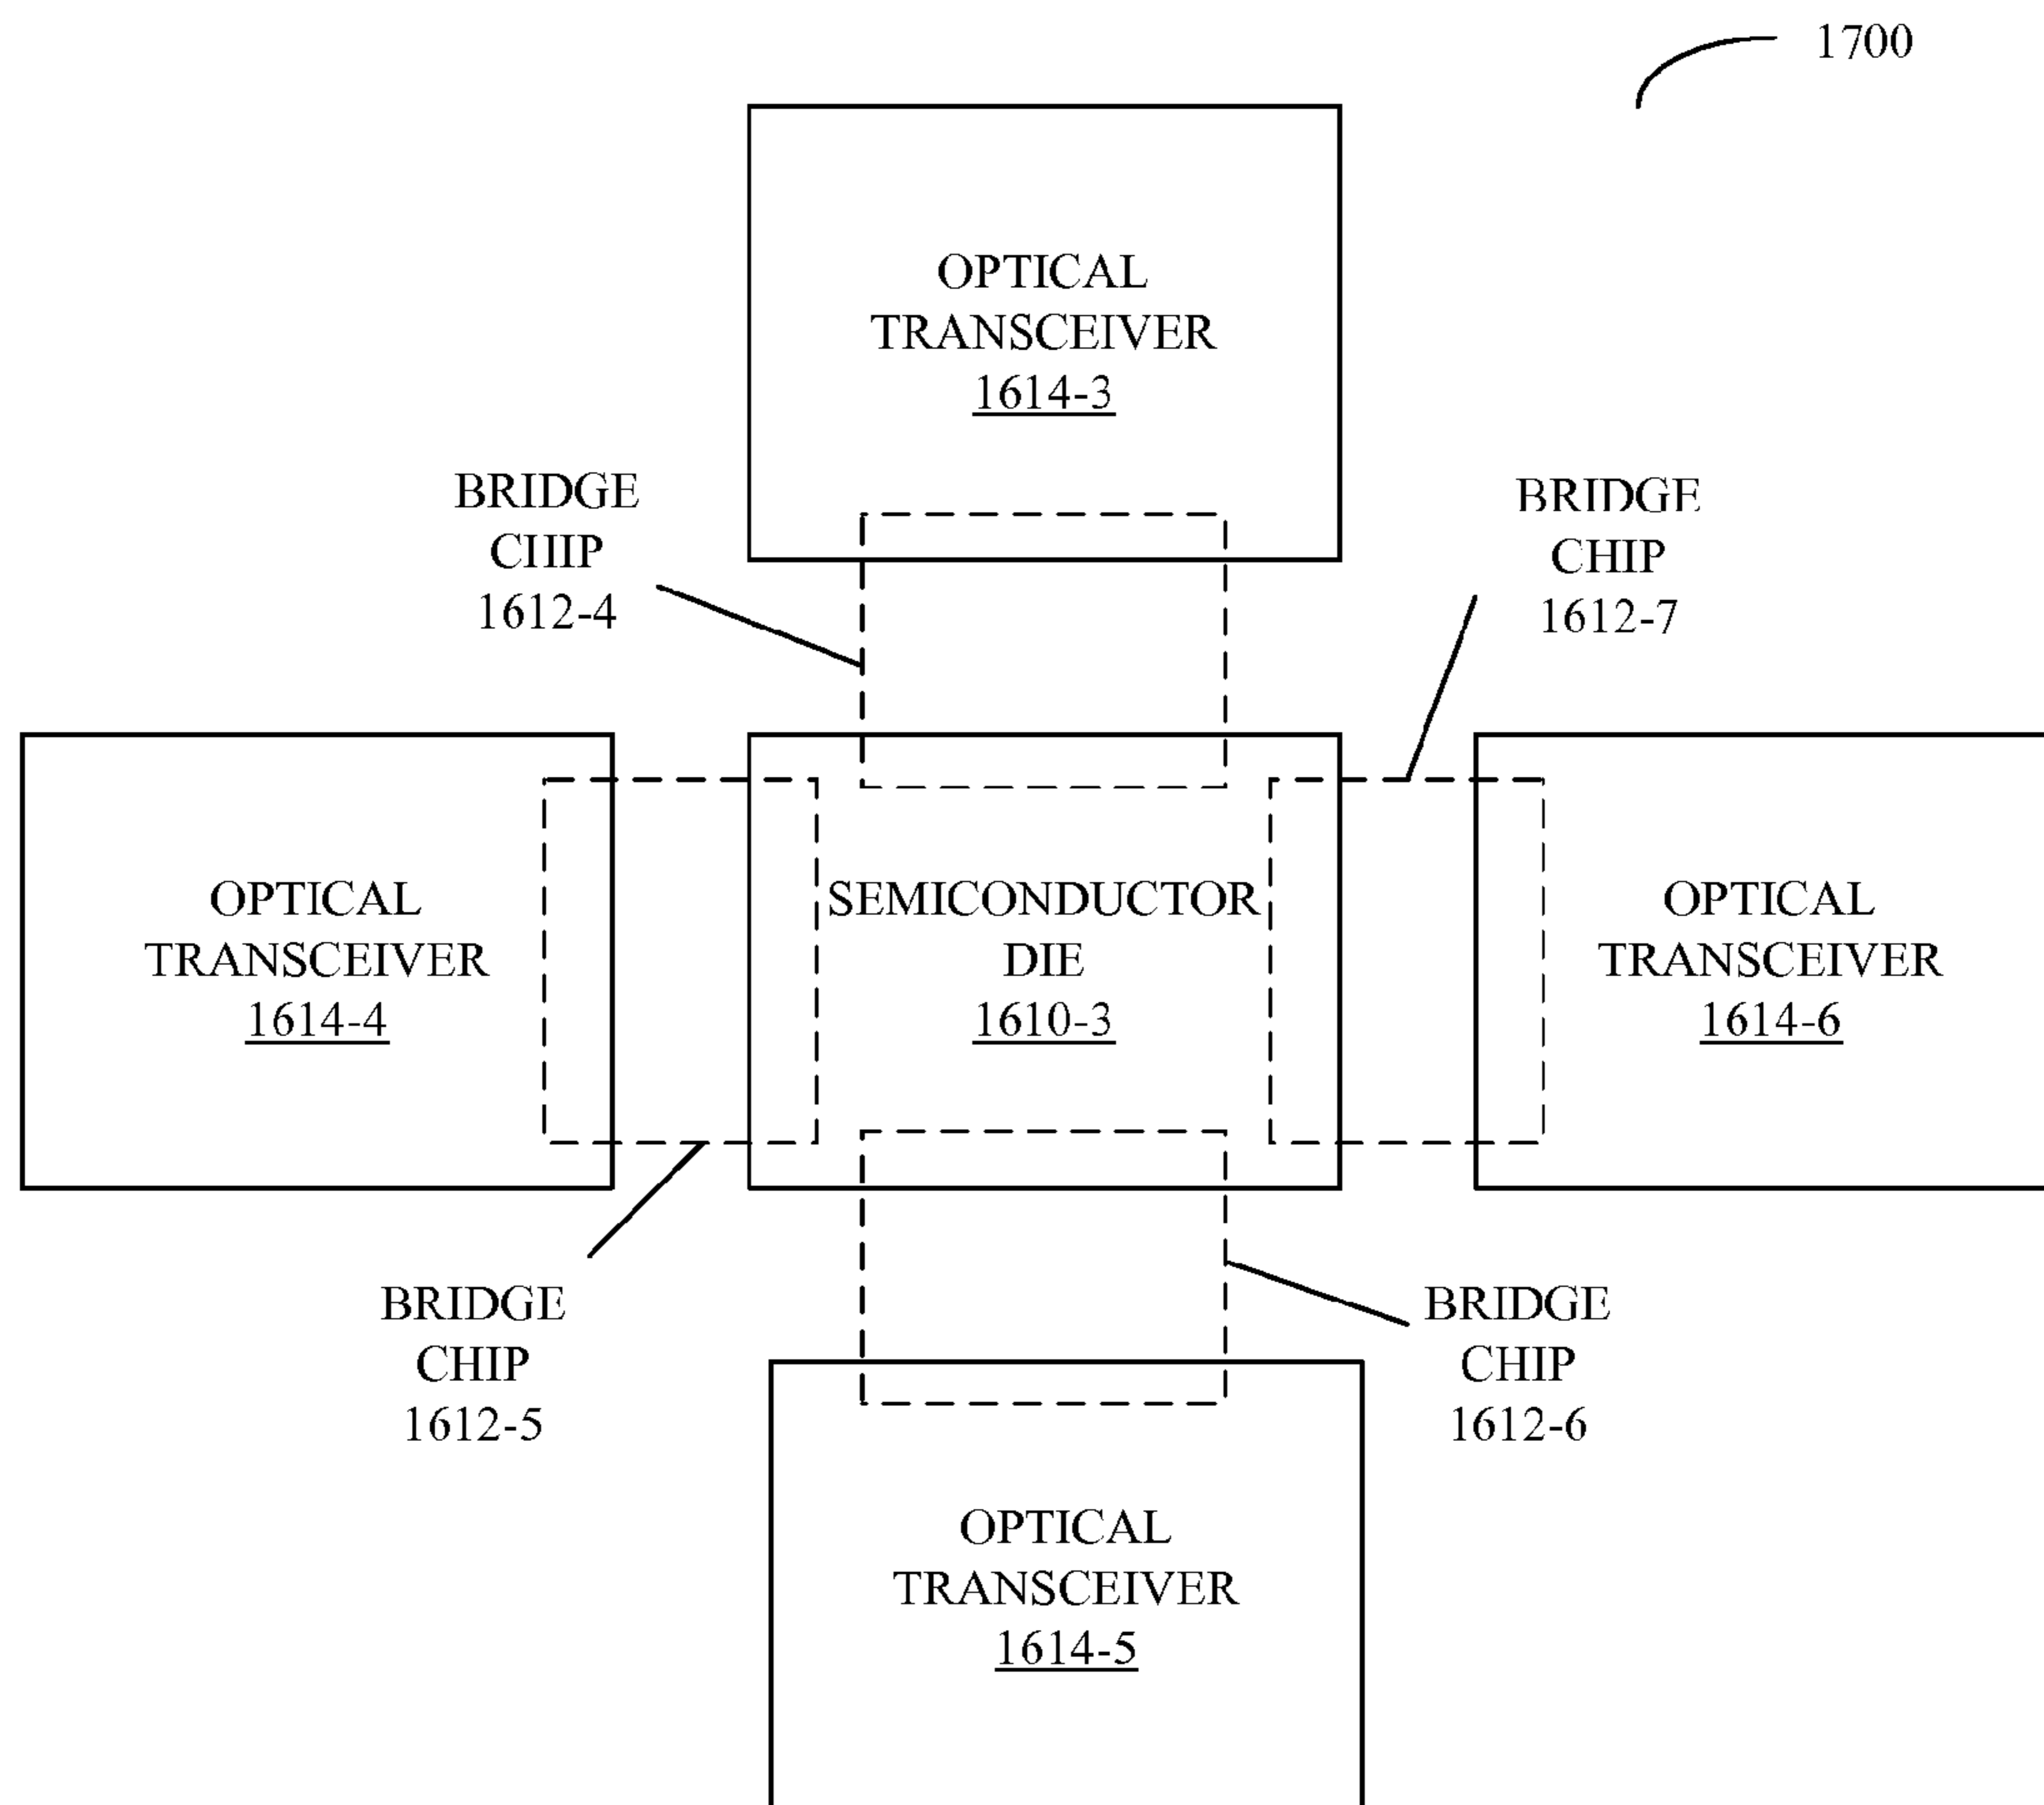 1700
OPTICAL
TRANSCEIVER
1614-3
BRIDGE
CHIP
1612-4
BRIDGE
CHIP
1612-7
OPTICAL
TRANSCEIVER
1614-4
SEMICONDUCTOR
DIE
1610-3
OPTICAL
TRANSCEIVER
1614-6
BRIDGE
CHIP
1612-5
BRIDGE
CHIP
1612-6
OPTICAL
TRANSCEIVER
1614-5